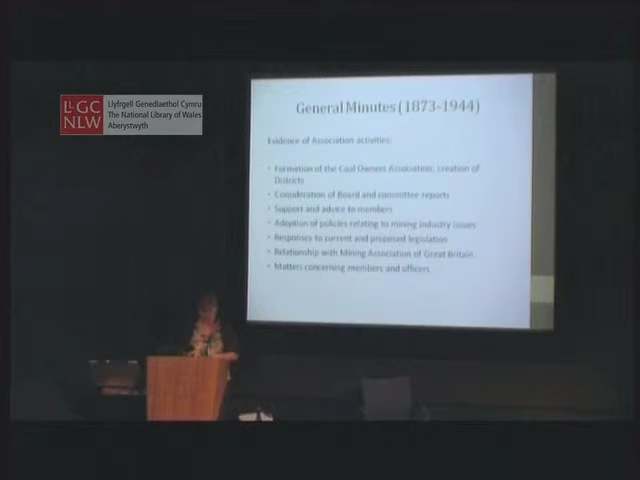 LLGC
NLW
Llyfrgell Genedlaethol Cymru
The National Library of Wales
Aberystwyth
General Minutes (1873-1944)
Evidence of Association activities:
• Formation of the Coal Owners Association; creation of
Districts
• Consideration of Board and committee reports
• Support and advice to members
• Adoption of policies relating to mining industry issues
• Responses to current and proposed legislation
• Relationship with Mining Association of Great Britain
• Matters concerning members and officers